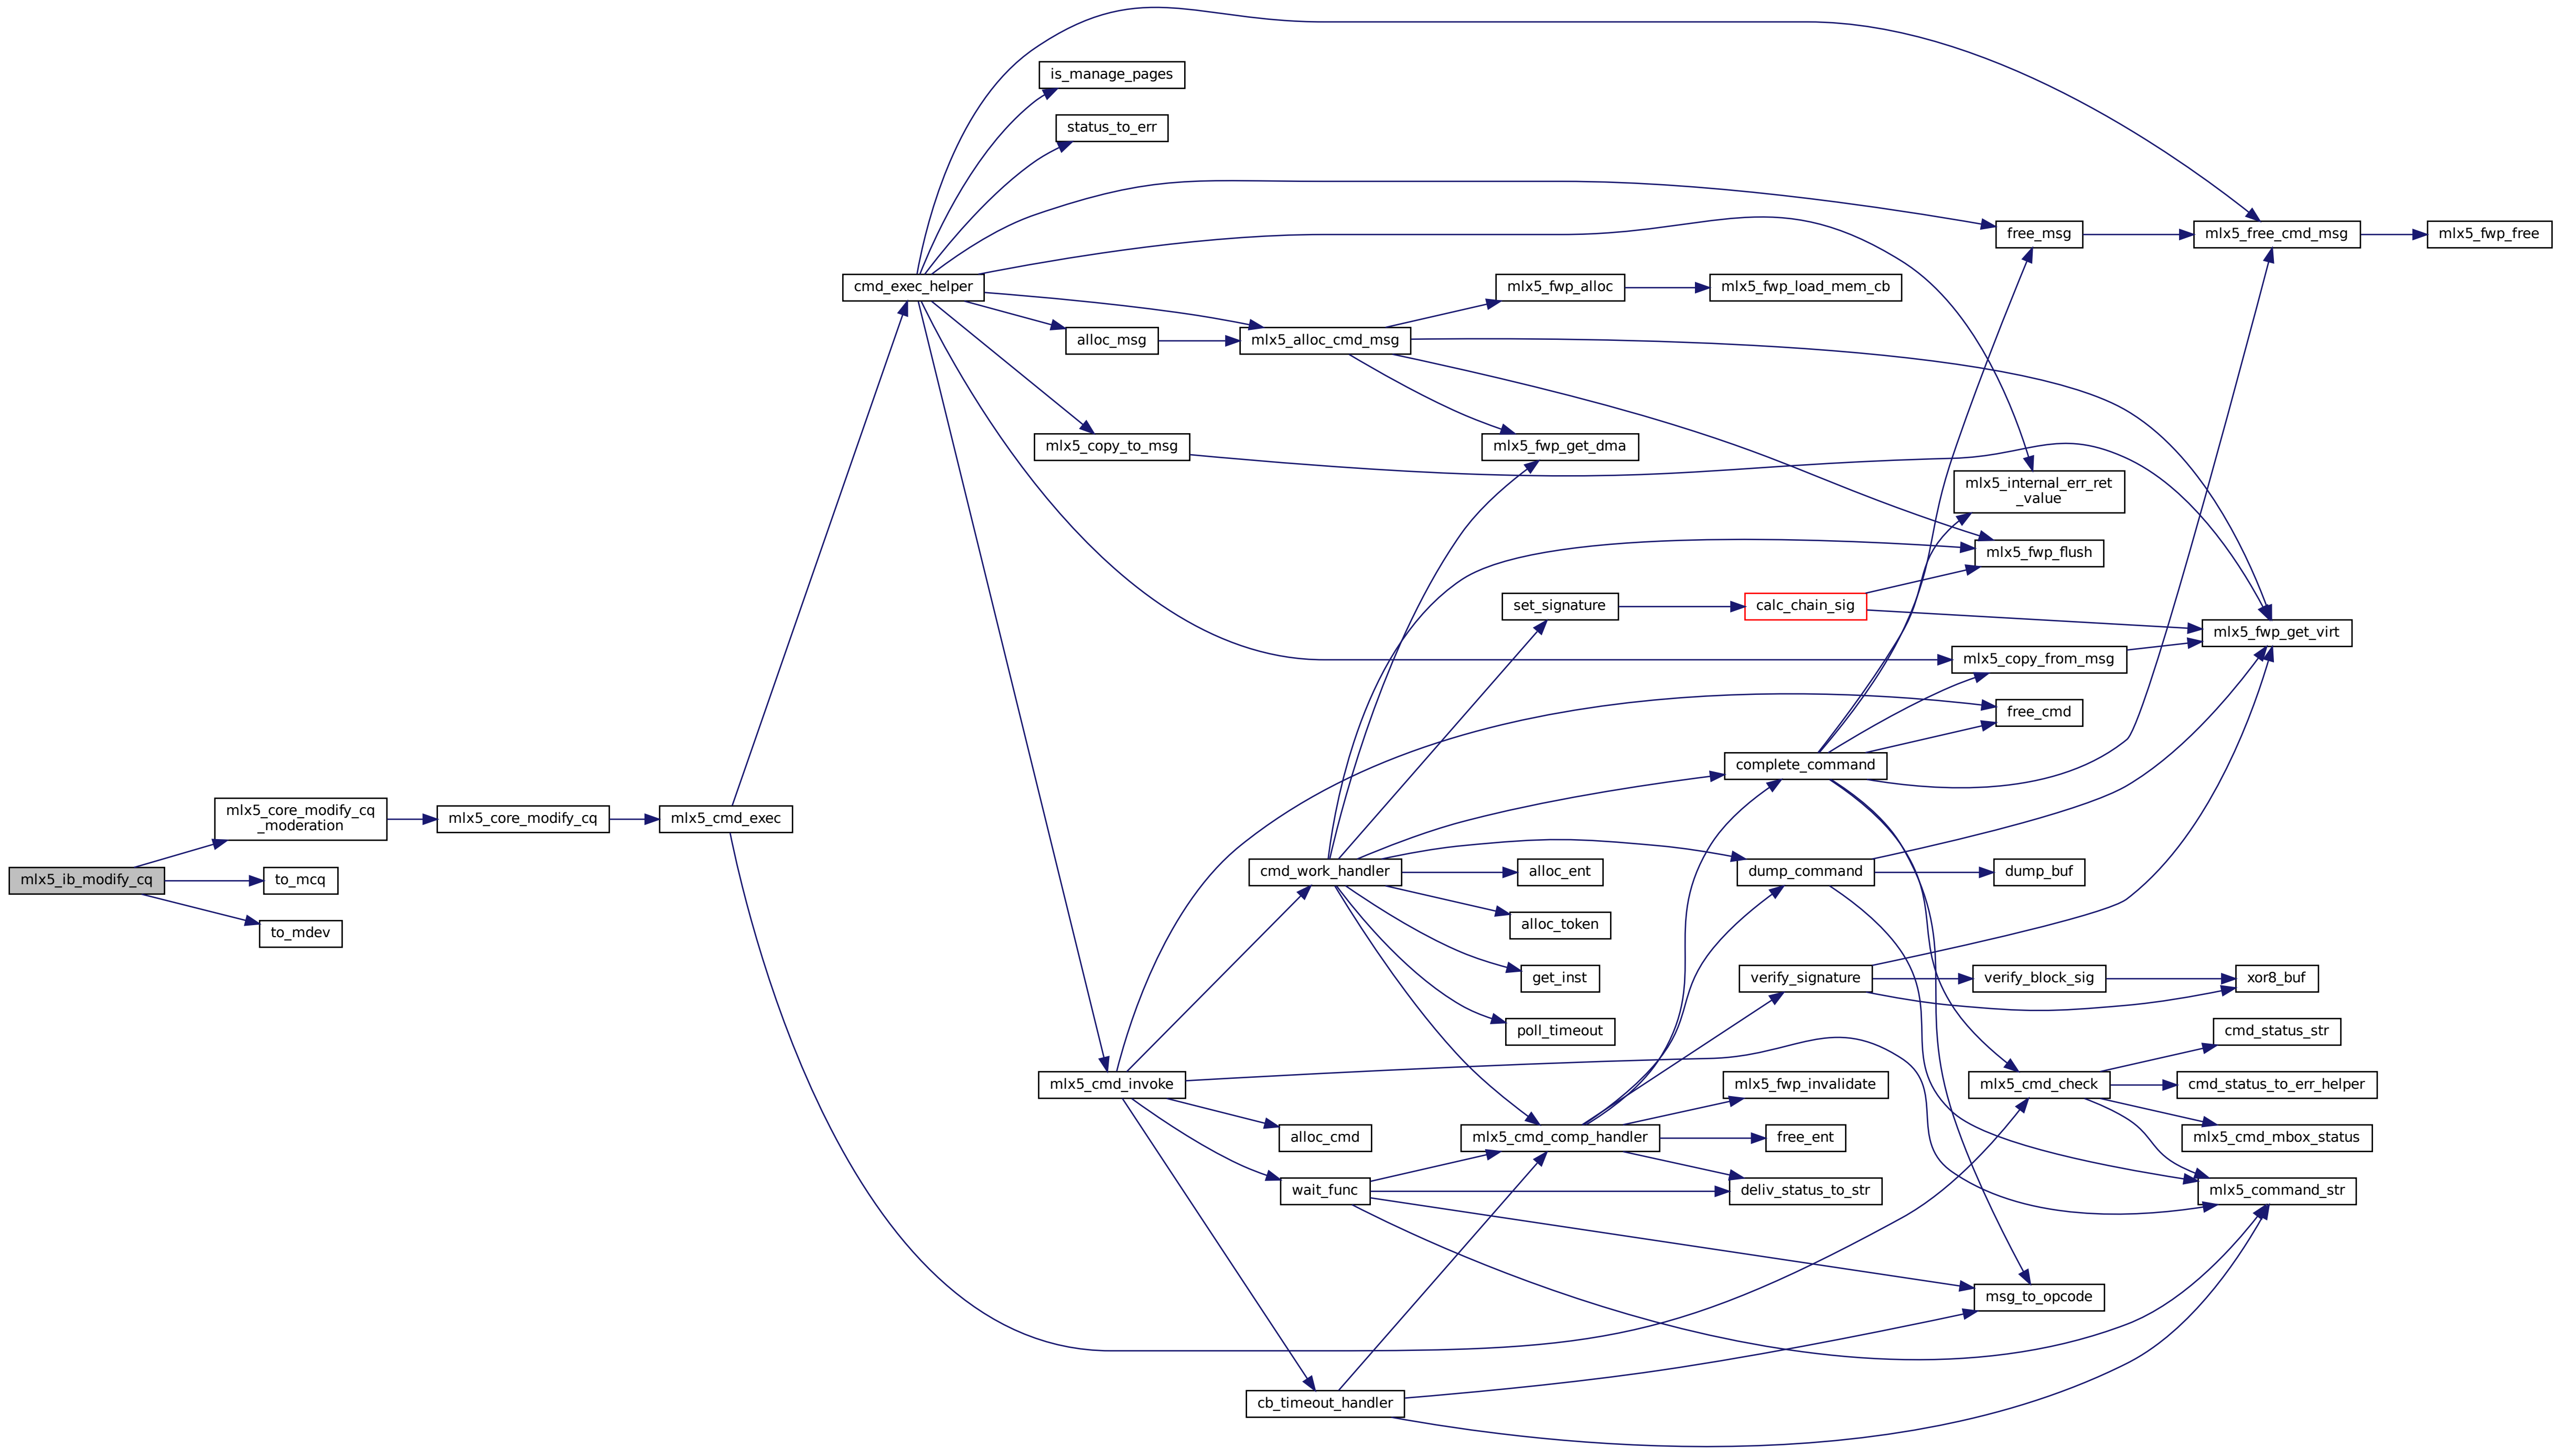 mlx5_ib_modify_cq
mlx5_core_modify_cq
_moderation
to_mcq
to_mdev
mlx5_core_modify_cq
mlx5_cmd_exec
cmd_exec_helper
is_manage_pages
status_to_err
alloc_msg
mlx5_copy_to_msg
mlx5_cmd_invoke
mlx5_alloc_cmd_msg
cmd_work_handler
alloc_cmd
wait_func
cb_timeout_handler
mlx5_fwp_alloc
mlx5_fwp_get_dma
set_signature
alloc_ent
alloc_token
get_inst
poll_timeout
mlx5_cmd_comp_handler
mlx5_fwp_load_mem_cb
calc_chain_sig
complete_command
dump_command
verify_signature
mlx5_fwp_invalidate
free_ent
deliv_status_to_str
free_msg
mlx5_internal_err_ret
_value
mlx5_fwp_flush
mlx5_copy_from_msg
free_cmd
dump_buf
verify_block_sig
mlx5_cmd_check
msg_to_opcode
mlx5_free_cmd_msg
mlx5_fwp_get_virt
xor8_buf
cmd_status_str
cmd_status_to_err_helper
mlx5_cmd_mbox_status
mlx5_command_str
mlx5_fwp_free